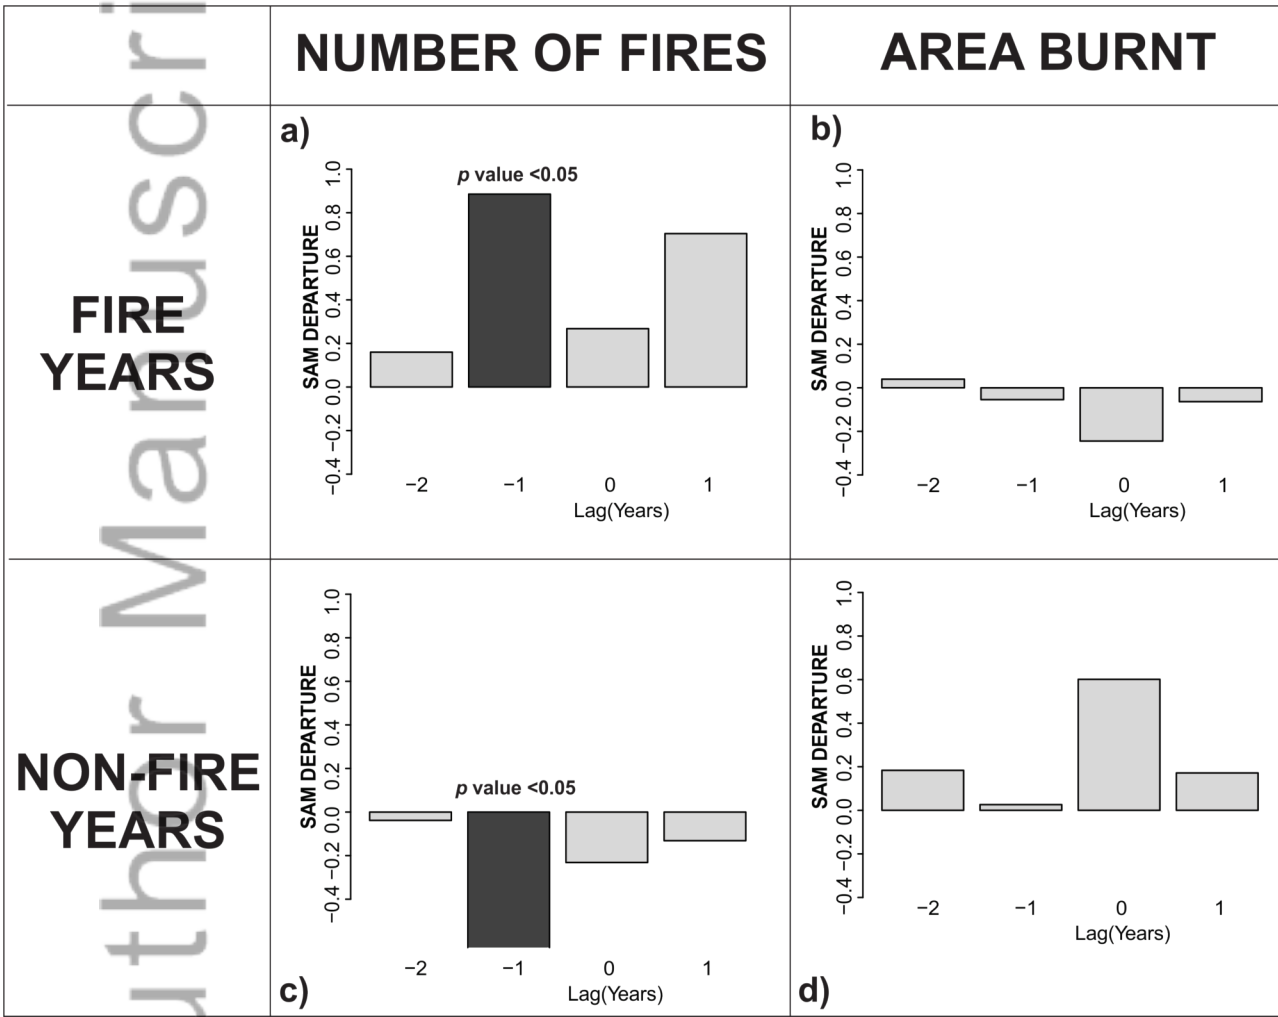 NUMBER OF FIRES
AREA BURNT
FIRE
YEARS
a)
p value <0.05
SAM DEPARTURE
1.0
0.8
0.6
0.4
0.2
0.0
−0.2
−0.4
−2 −1 0 1
Lag(Years)
b)
SAM DEPARTURE
1.0
0.8
0.6
0.4
0.2
0.0
−0.2
−0.4
−2 −1 0 1
Lag(Years)
NON-FIRE
YEARS
c)
p value <0.05
SAM DEPARTURE
1.0
0.8
0.6
0.4
0.2
0.0
−0.2
−0.4
−2 −1 0 1
Lag(Years)
d)
SAM DEPARTURE
1.0
0.8
0.6
0.4
0.2
0.0
−0.2
−0.4
−2 −1 0 1
Lag(Years)
uthor Manuscri